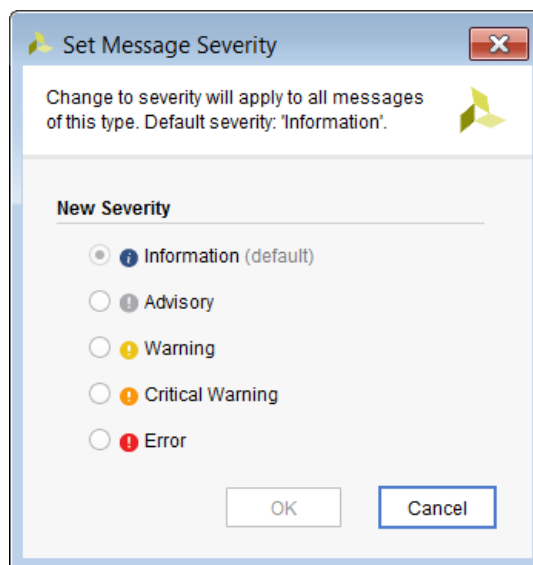 Set Message Severity
Change to severity will apply to all messages
of this type. Default severity: 'Information'.
New Severity
Information (default)
Advisory
Warning
Critical Warning
Error
OK Cancel